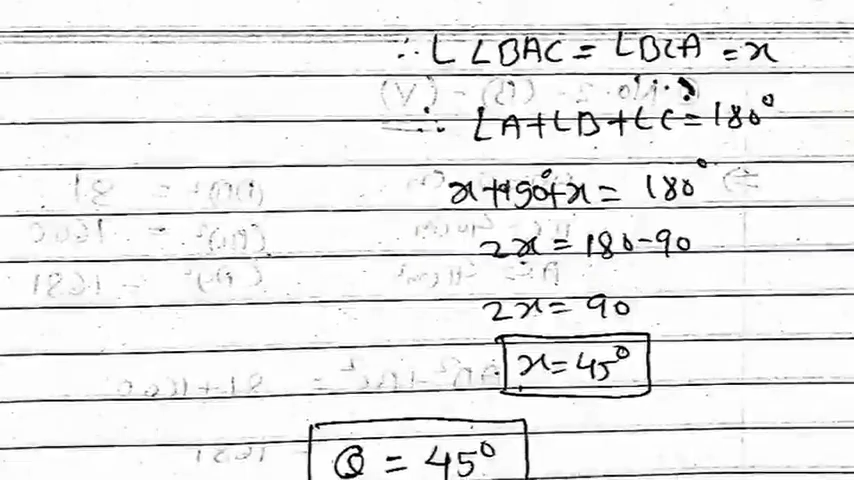 ∴ ∠ ∠BAC = ∠BCA = x
∴ ∠A+∠B+∠C = 180°
x+90°+x = 180°
2x = 180-90
2x = 90
x = 45°
Q = 45°